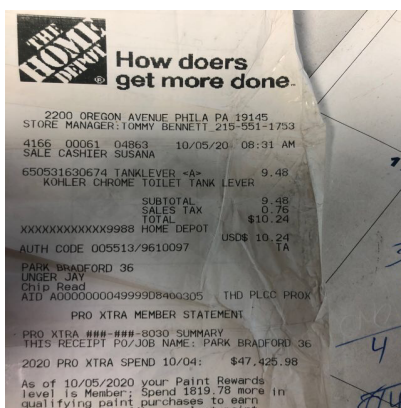 THE
HOME
DEPOT
How doers
get more done™
2200 OREGON AVENUE PHILA PA 19145
STORE MANAGER:TOMMY BENNETT 215-551-1753
4166 00061 04863 10/05/20 08:31 AM
SALE CASHIER SUSANA
650531630674 TANKLEVER <A> 9.48
KOHLER CHROME TOILET TANK LEVER
SUBTOTAL 9.48
SALES TAX 0.76
TOTAL $10.24
XXXXXXXXXXXX9988 HOME DEPOT
USD$ 10.24
AUTH CODE 005513/9610097 TA
PARK BRADFORD 36
UNGER JAY
Chip Read
AID A0000000049999D8400305 THD PLCC PROX
PRO XTRA MEMBER STATEMENT
PRO XTRA ###-###-8030 SUMMARY
THIS RECEIPT PO/JOB NAME: PARK BRADFORD 36
2020 PRO XTRA SPEND 10/04: $47,425.98
As of 10/05/2020 your Paint Rewards
level is Member; Spend 1819.78 more in
qualifying paint purchases to earn
4